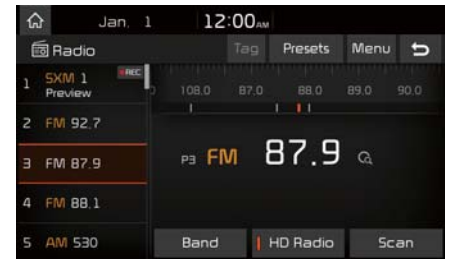 Jan. 1 12:00AM
Radio Tag Presets Menu
1 SXM 1 REC
Preview
108.0 87.0 88.0 89.0 90.0
2 FM 92.7
3 FM 87.9
P3 FM 87.9
4 FM 88.1
5 AM 530
Band HD Radio Scan